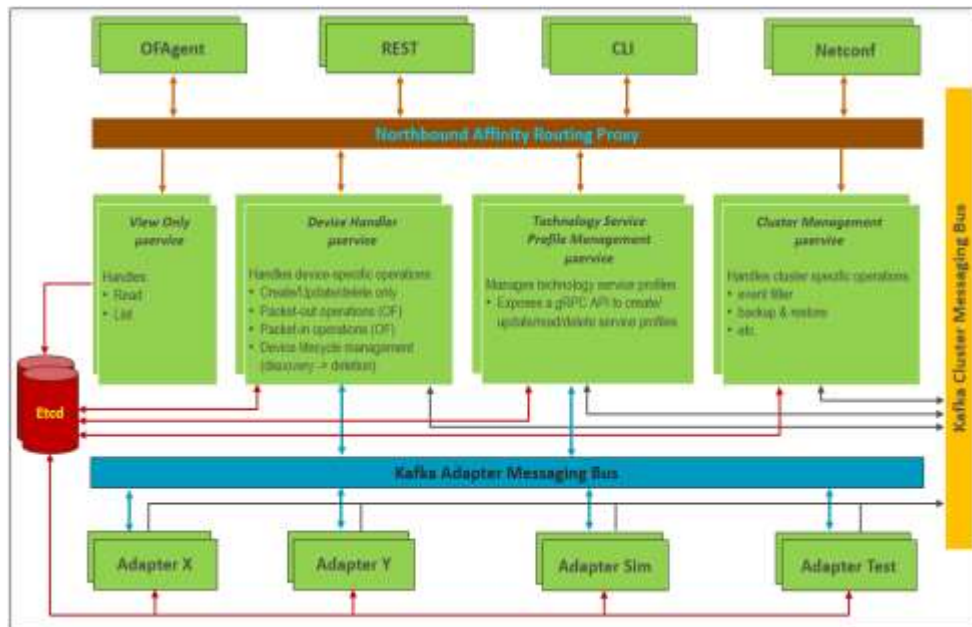 OFAgent
REST
CLI
Netconf
Northbound Affinity Routing Proxy
View Only
µservice
Handles:
• Read
• List
Device Handler
µservice
Handles device-specific operations
• Create/Update/delete only
• Packet-out operations (OF)
• Packet-in operations (OF)
• Device lifecycle management
(discovery -> deletion)
Technology Service
Profile Management
µservice
Manages technology service profiles
• Exposes a gRPC API to create/
update/read/delete service profiles
Cluster Management
µservice
Handles cluster specific operations
• event filter
• backup & restore
• etc
Kafka Cluster Messaging Bus
Etcd
Kafka Adapter Messaging Bus
Adapter X
Adapter Y
Adapter Sim
Adapter Test